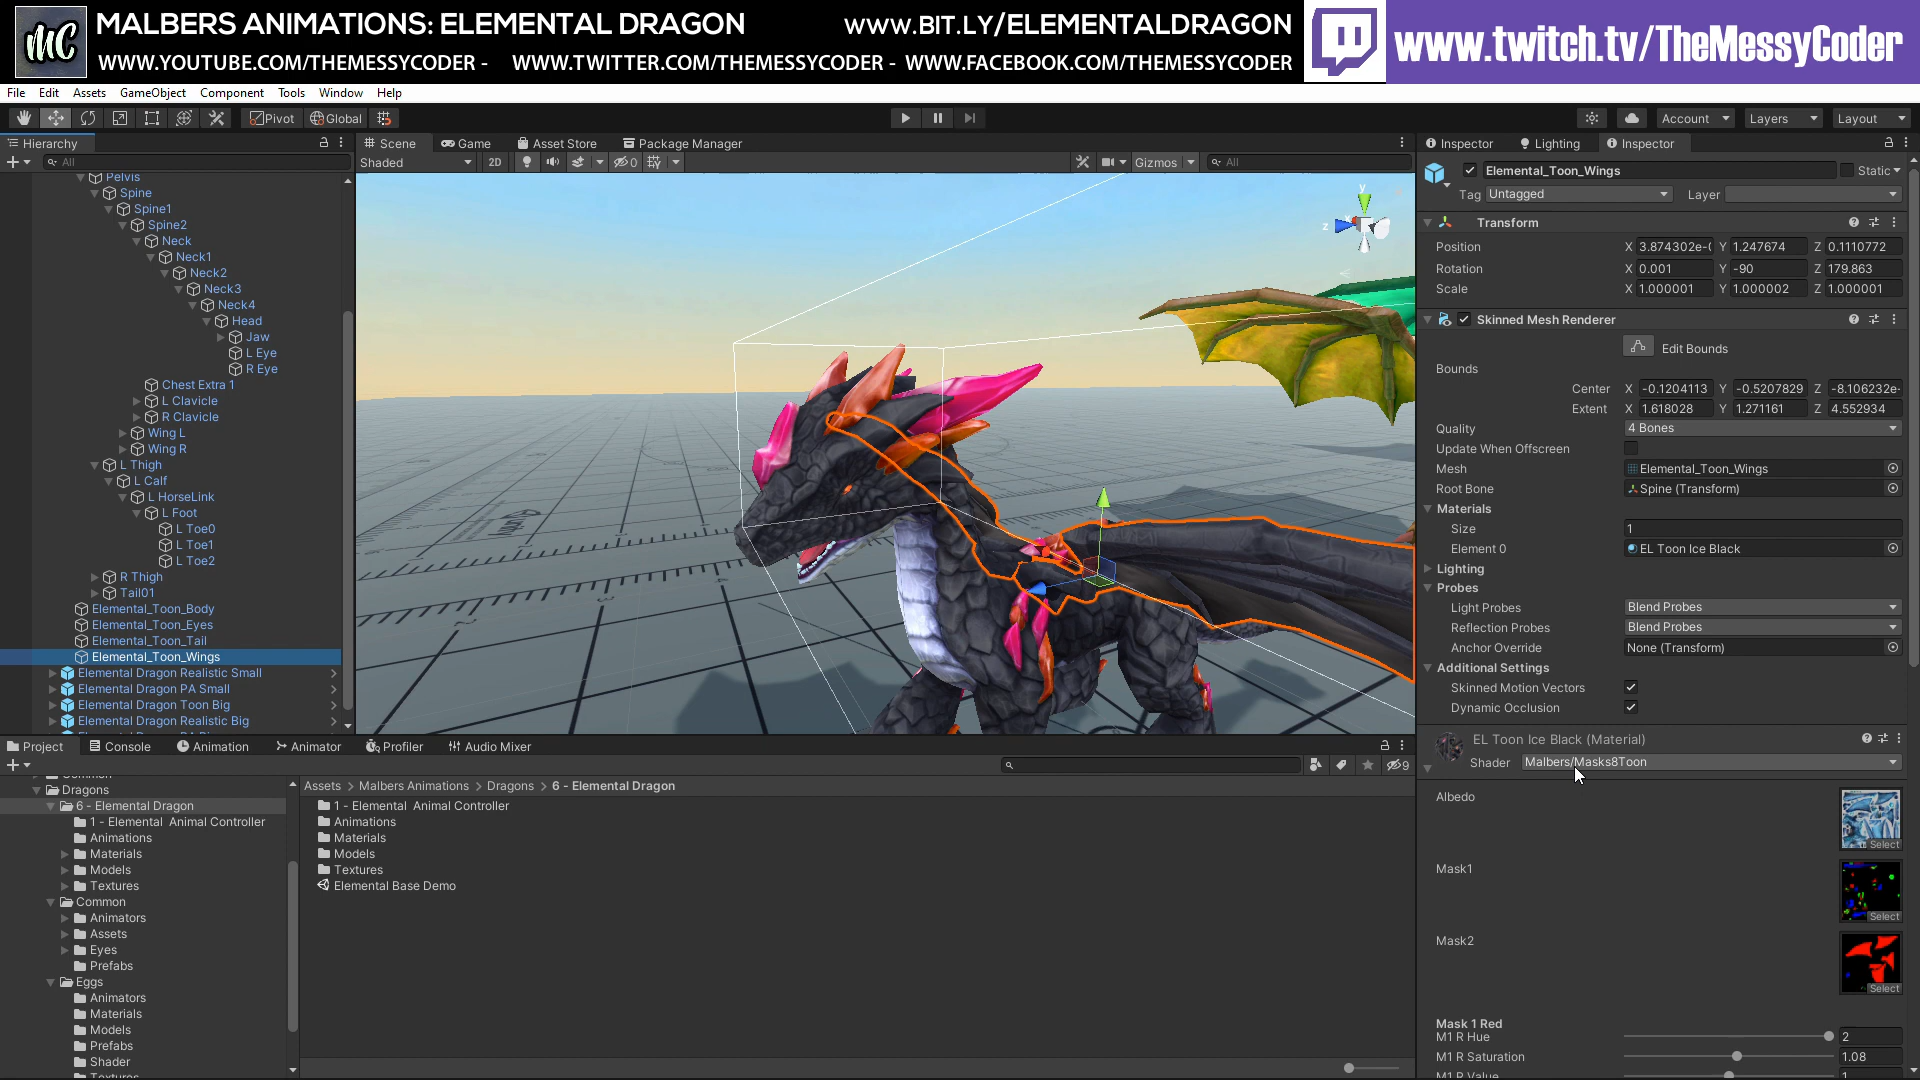 MC
MALBERS ANIMATIONS: ELEMENTAL DRAGON
WWW.BIT.LY/ELEMENTALDRAGON
WWW.YOUTUBE.COM/THEMESSYCODER - WWW.TWITTER.COM/THEMESSYCODER - WWW.FACEBOOK.COM/THEMESSYCODER
www.twitch.tv/TheMessyCoder
File Edit Assets GameObject Component Tools Window Help
Pivot Global
Account Layers Layout
Hierarchy
All
Pelvis
Spine
Spine1
Spine2
Neck
Neck1
Neck2
Neck3
Neck4
Head
Jaw
L Eye
R Eye
Chest Extra 1
L Clavicle
R Clavicle
Wing L
Wing R
L Thigh
L Calf
L HorseLink
L Foot
L Toe0
L Toe1
L Toe2
R Thigh
Tail01
Elemental_Toon_Body
Elemental_Toon_Eyes
Elemental_Toon_Tail
Elemental_Toon_Wings
Elemental Dragon Realistic Small
Elemental Dragon PA Small
Elemental Dragon Toon Big
Elemental Dragon Realistic Big
Scene Game Asset Store Package Manager
Shaded 2D 0 Gizmos All
y
z
Inspector Lighting Inspector
Elemental_Toon_Wings Static
Tag Untagged Layer
Transform
Position X 3.874302e-( Y 1.247674 Z 0.1110772
Rotation X 0.001 Y -90 Z 179.863
Scale X 1.000001 Y 1.000002 Z 1.000001
Skinned Mesh Renderer
Edit Bounds
Bounds
Center X -0.1204113 Y -0.5207829 Z -8.106232e-
Extent X 1.618028 Y 1.271161 Z 4.552934
Quality 4 Bones
Update When Offscreen
Mesh Elemental_Toon_Wings
Root Bone Spine (Transform)
Materials
Size 1
Element 0 EL Toon Ice Black
Lighting
Probes
Light Probes Blend Probes
Reflection Probes Blend Probes
Anchor Override None (Transform)
Additional Settings
Skinned Motion Vectors
Dynamic Occlusion
EL Toon Ice Black (Material)
Shader Malbers/Masks8Toon
Albedo
Select
Mask1
Select
Mask2
Select
Mask 1 Red
M1 R Hue 2
M1 R Saturation 1.08
M1 R Value 1
Project Console Animation Animator Profiler Audio Mixer
9
Common
Dragons
6 - Elemental Dragon
1 - Elemental Animal Controller
Animations
Materials
Models
Textures
Common
Animators
Assets
Eyes
Prefabs
Eggs
Animators
Materials
Models
Prefabs
Shader
Textures
Assets > Malbers Animations > Dragons > 6 - Elemental Dragon
1 - Elemental Animal Controller
Animations
Materials
Models
Textures
Elemental Base Demo